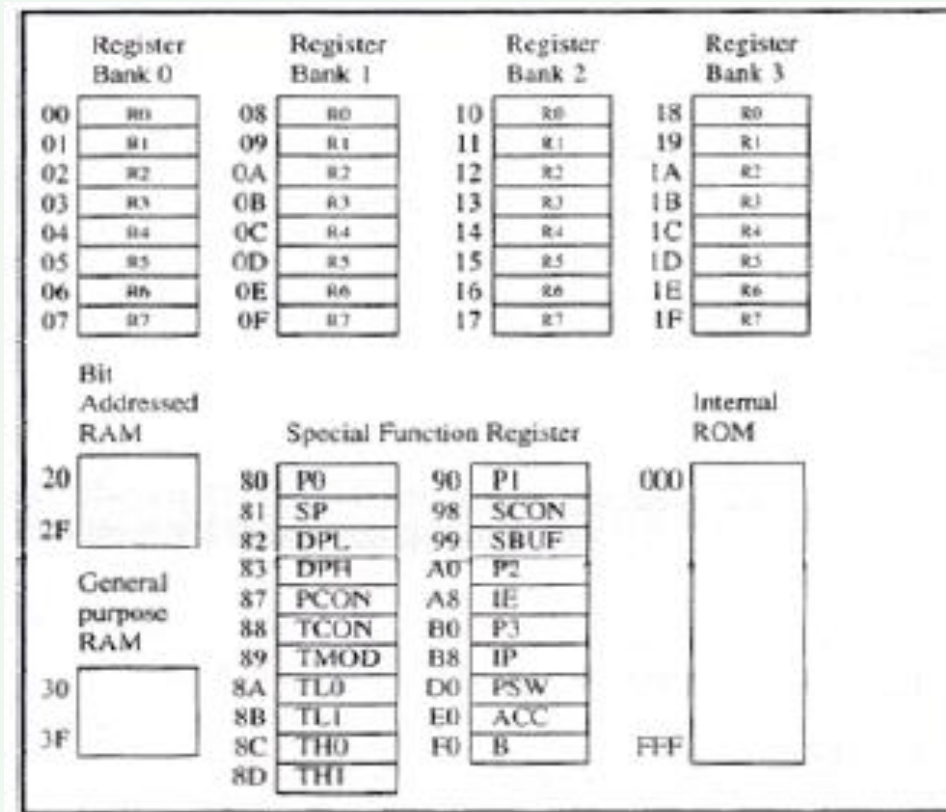 Register Register Register Register
Bank 0 Bank 1 Bank 2 Bank 3
00 R0 08 R0 10 R0 18 R0
01 R1 09 R1 11 R1 19 R1
02 R2 0A R2 12 R2 1A R2
03 R3 0B R3 13 R3 1B R3
04 R4 0C R4 14 R4 1C R4
05 R5 0D R5 15 R5 1D R5
06 R6 0E R6 16 R6 1E R6
07 R7 0F R7 17 R7 1F R7
Bit
Addressed
RAM
20
2F
General
purpose
RAM
30
3F
Special Function Register
80 P0 90 P1
81 SP 98 SCON
82 DPL 99 SBUF
83 DPH A0 P2
87 PCON A8 IE
88 TCON B0 P3
89 TMOD B8 IP
8A TL0 D0 PSW
8B TL1 E0 ACC
8C TH0 F0 B
8D TH1
Internal
ROM
000
FFF